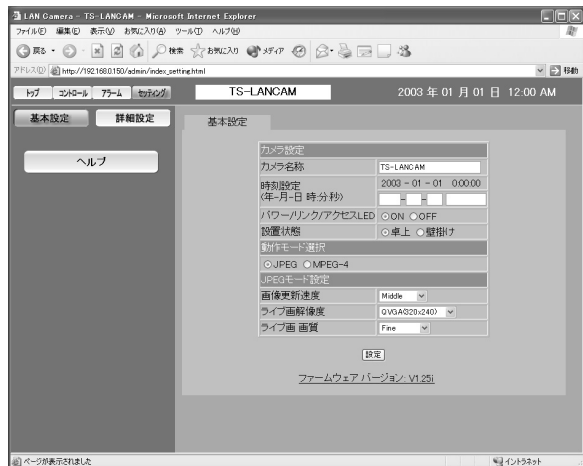 LAN Camera - TS-LANCAM - Microsoft Internet Explorer
ファイル(F) 編集(E) 表示(V) お気に入り(A) ツール(T) ヘルプ(H)
戻る 検索 お気に入り メディア
アドレス(D) http://192.168.0.150/admin/index_setting.html 移動
トップ コントロール アラーム セッティング TS-LANCAM 2003 年 01 月 01 日 12:00 AM
基本設定 詳細設定
ヘルプ
基本設定
カメラ設定
カメラ名称 TS-LANCAM
時刻設定 2003 - 01 - 01 0:00:00
(年-月-日 時:分:秒) - -
パワー/リンク/アクセスLED ON OFF
設置状態 卓上 壁掛け
動作モード選択
JPEG MPEG-4
JPEGモード設定
画像更新速度 Middle
ライブ画解像度 QVGA(320x240)
ライブ画 画質 Fine
設定
ファームウェア バージョン: V1.25i
ページが表示されました イントラネット